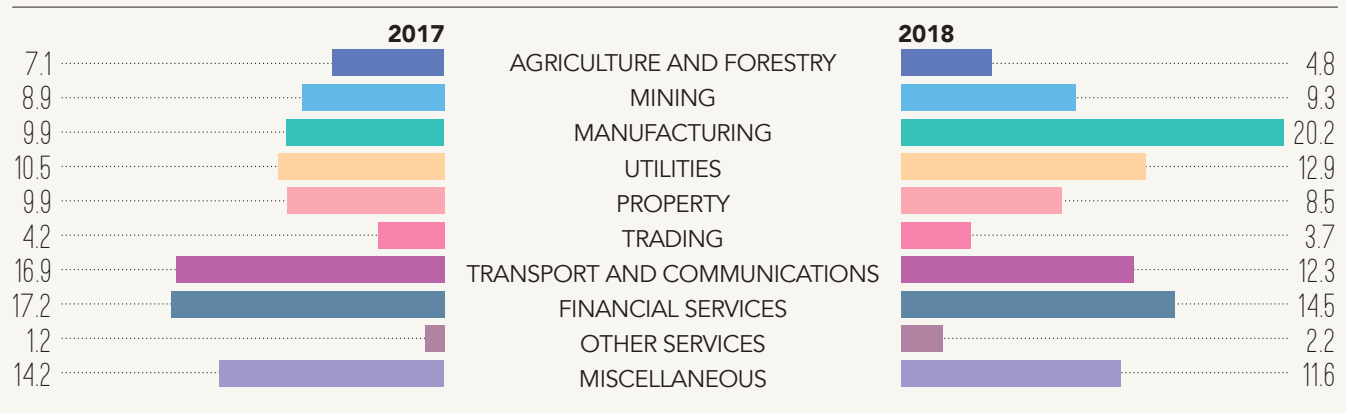 2017 2018
7.1 AGRICULTURE AND FORESTRY 4.8
8.9 MINING 9.3
9.9 MANUFACTURING 20.2
10.5 UTILITIES 12.9
9.9 PROPERTY 8.5
4.2 TRADING 3.7
16.9 TRANSPORT AND COMMUNICATIONS 12.3
17.2 FINANCIAL SERVICES 14.5
1.2 OTHER SERVICES 2.2
14.2 MISCELLANEOUS 11.6